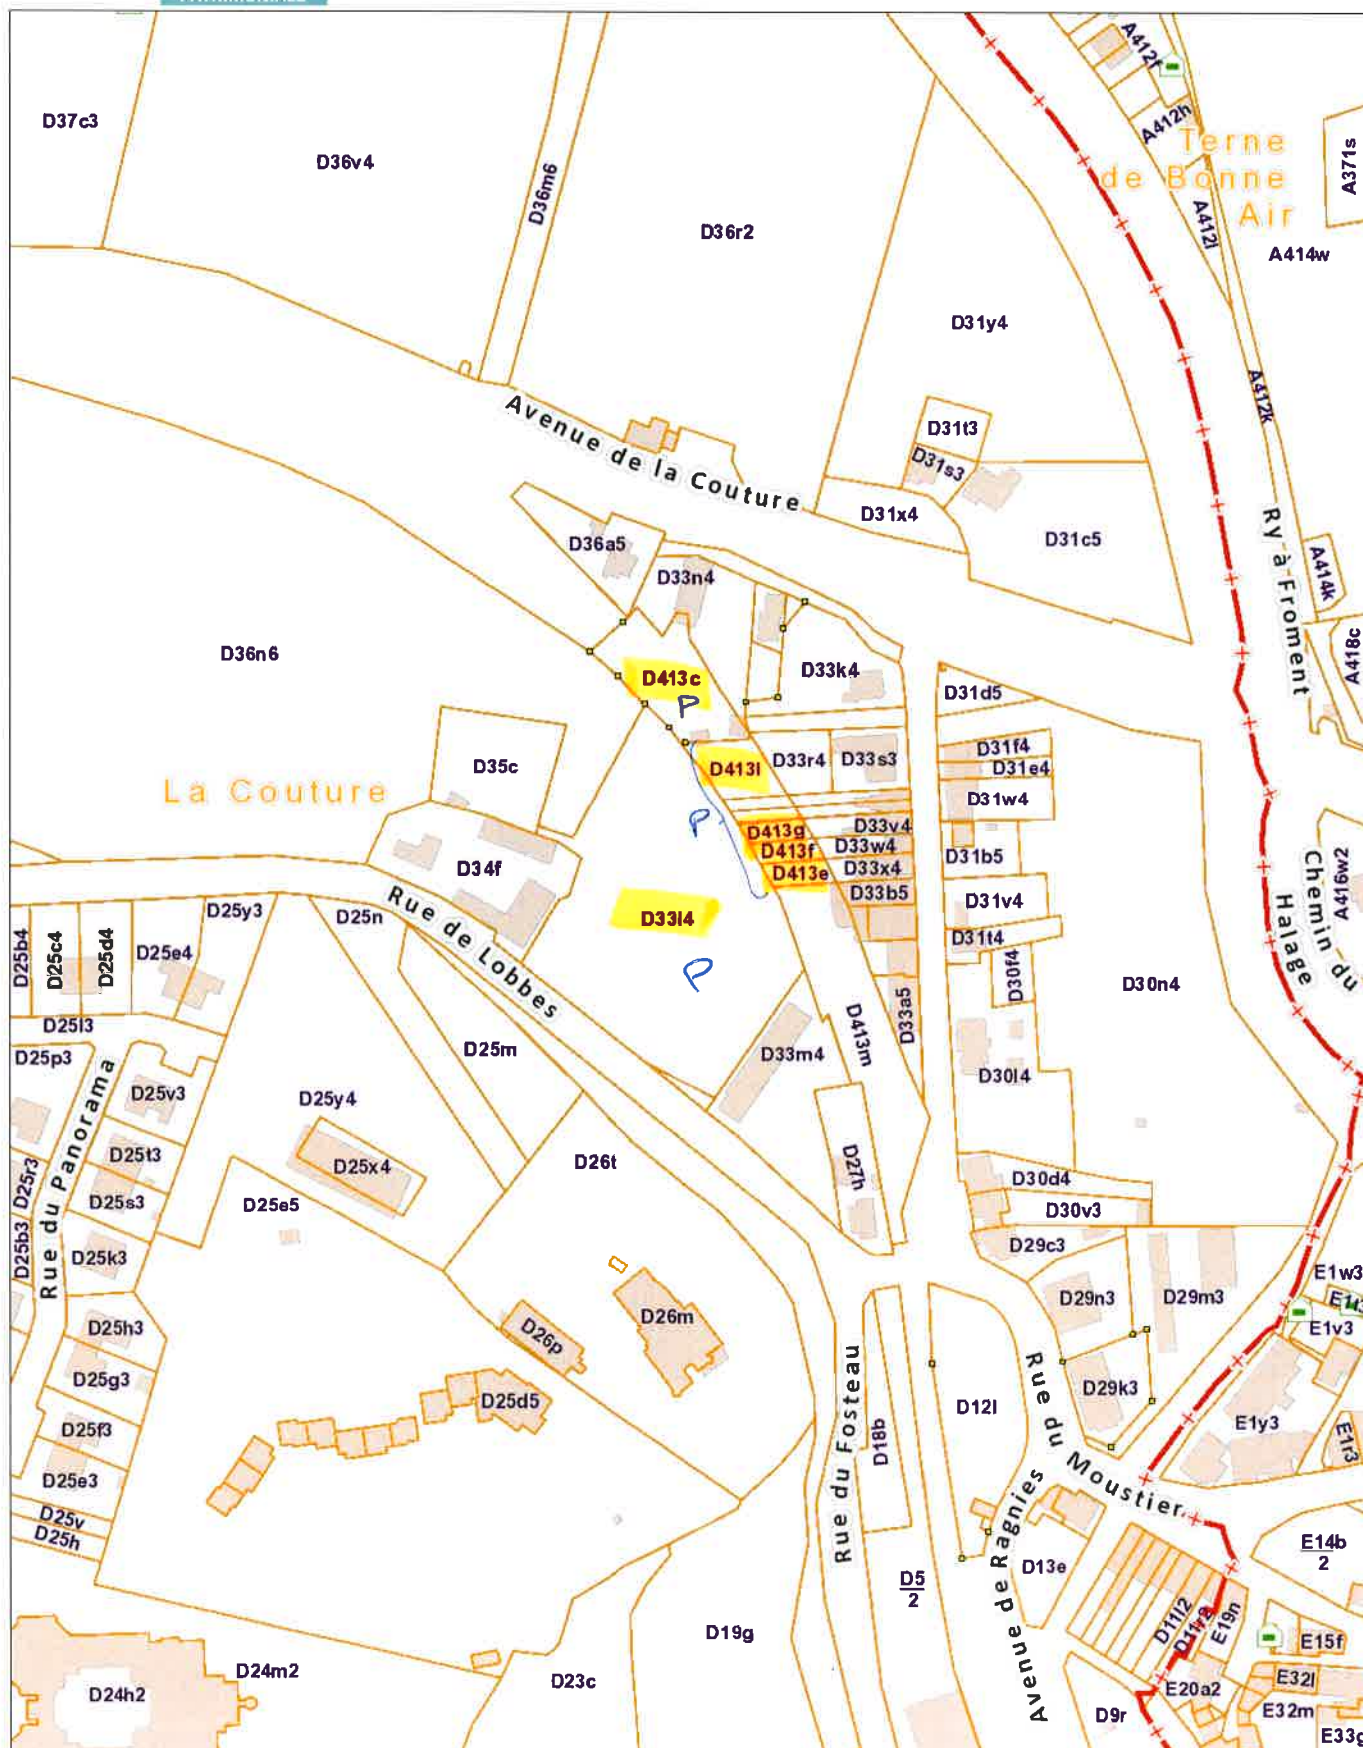 D37c3
D36v4
D36m6
D36r2
A412f
A412h
Terne
de Bonne
Air
A371s
A412l
A414w
D31y4
A412k
Avenue de la Couture
D31t3
D31s3
D31x4
D31c5
Ry à Froment
A414k
A418c
D36a5
D33n4
D36n6
D413c
P
D33k4
D31d5
D35c
La Couture
D413l
D33r4
D33s3
D31f4
D31e4
D31w4
P
D413g
D33v4
D413f
D33w4
D413e
D33x4
D33b5
D31b5
D31v4
D31t4
D30f4
D30n4
Chemin du
Halage
A416w2
D34f
D33l4
P
Rue de Lobbes
D25y3
D25n
D25b4
D25c4
D25d4
D25e4
D25l3
D25p3
D25v3
D25m
D33m4
D413m
D33a5
D30l4
D25y4
D25t3
D25x4
D26t
D27h
D25r3
D25s3
D25e5
D30d4
D30v3
D29c3
D25b3
Rue du Panorama
D25k3
D25h3
D25g3
D25f3
D25e3
D25v
D25h
D26m
D26p
D25d5
D29n3
D29m3
E1w3
E1v3
D29k3
D12l
Rue du Moustier
Rue du Fosteau
D18b
E1y3
E1r3
Avenue de Ragnies
D13e
D5
2
E14b
2
D11l2
E19n
E15f
D19g
D24m2
D24h2
D23c
E20a2
E32l
E32m
D9r
E33g